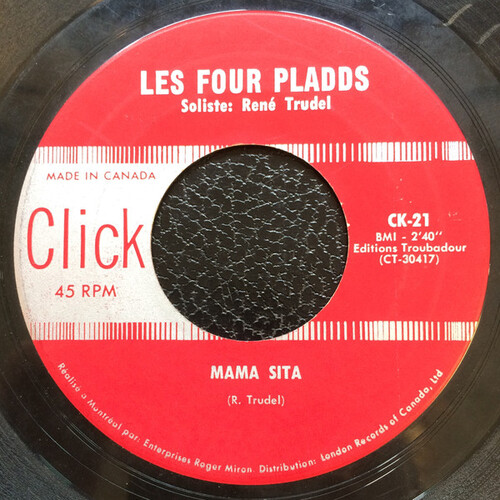 LES FOUR PLADDS
Soliste: René Trudel
MADE IN CANADA
Click
45 RPM
CK-21
BMI - 2'40"
Editions Troubadour
(CT-30417)
MAMA SITA
(R. Trudel)
Réalisé a Montréal par: Enterprises Roger Miron. Distribution: London Records of Canada, Ltd